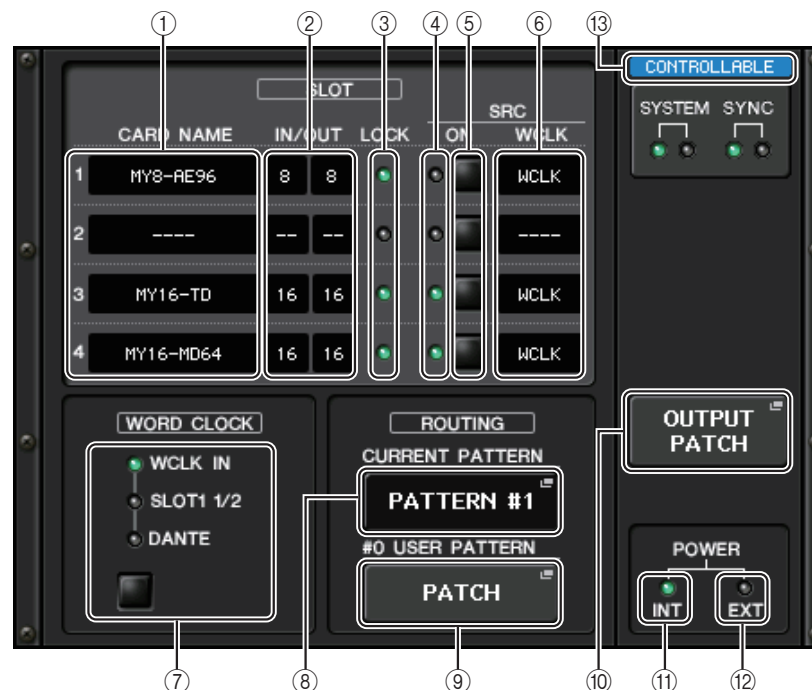 ① ② ③ ④ ⑤ ⑥ ⑬
SLOT
SRC
CARD NAME IN/OUT LOCK ON WCLK
1 MY8-AE96 8 8 WCLK
2 ---- -- -- ----
3 MY16-TD 16 16 WCLK
4 MY16-MD64 16 16 WCLK
CONTROLLABLE
SYSTEM SYNC
WORD CLOCK
WCLK IN
SLOT1 1/2
DANTE
ROUTING
CURRENT PATTERN
PATTERN #1
#0 USER PATTERN
PATCH
OUTPUT
PATCH
POWER
INT EXT
⑦ ⑧ ⑨ ⑩ ⑪ ⑫